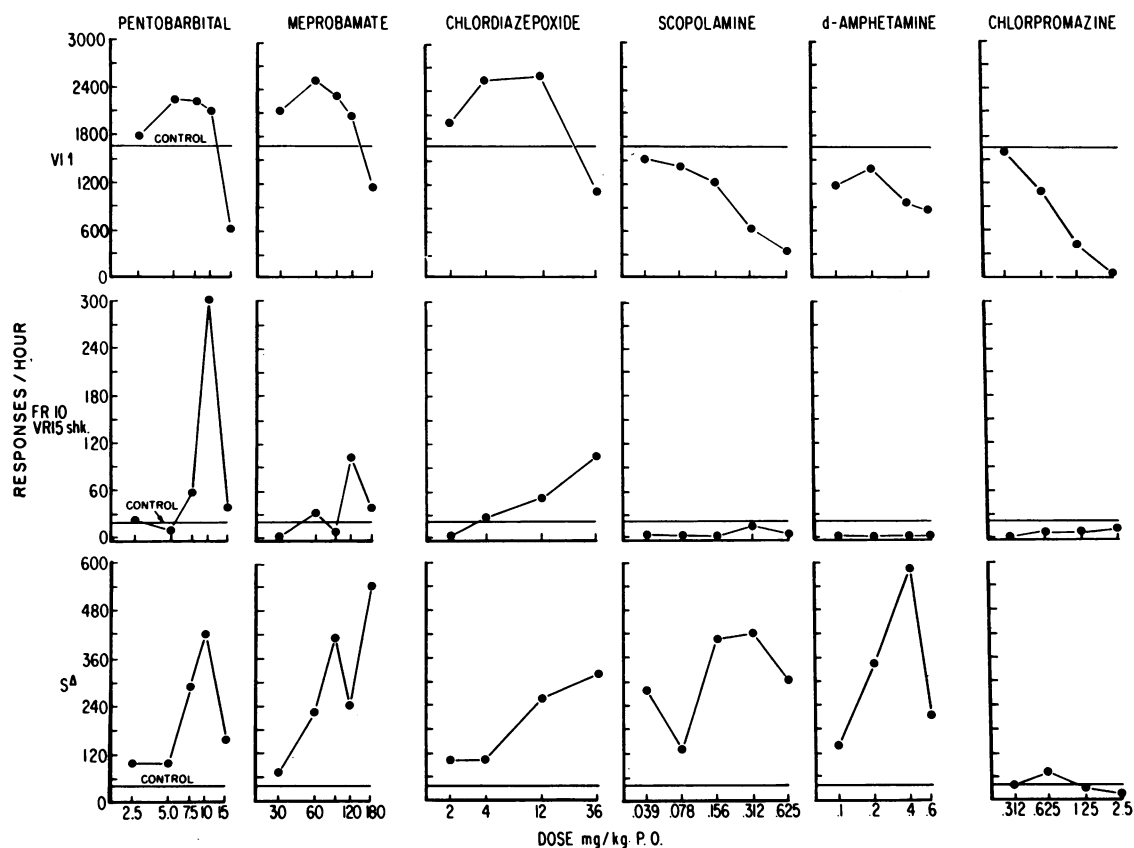 PENTOBARBITAL MEPROBAMATE CHLORDIAZEPOXIDE SCOPOLAMINE d-AMPHETAMINE CHLORPROMAZINE
3000
2400
1800
CONTROL
VI 1
1200
600
0
300
240
180
FR 10
VR15 shk.
120
60
CONTROL
0
RESPONSES / HOUR
600
480
360
S^Δ
240
120
CONTROL
0
2.5 5.0 7.5 10 15 30 60 120 180 2 4 12 36 .039 .078 .156 .312 .625 .1 .2 .4 .6 .312 .625 1.25 2.5
DOSE mg/kg P.O.